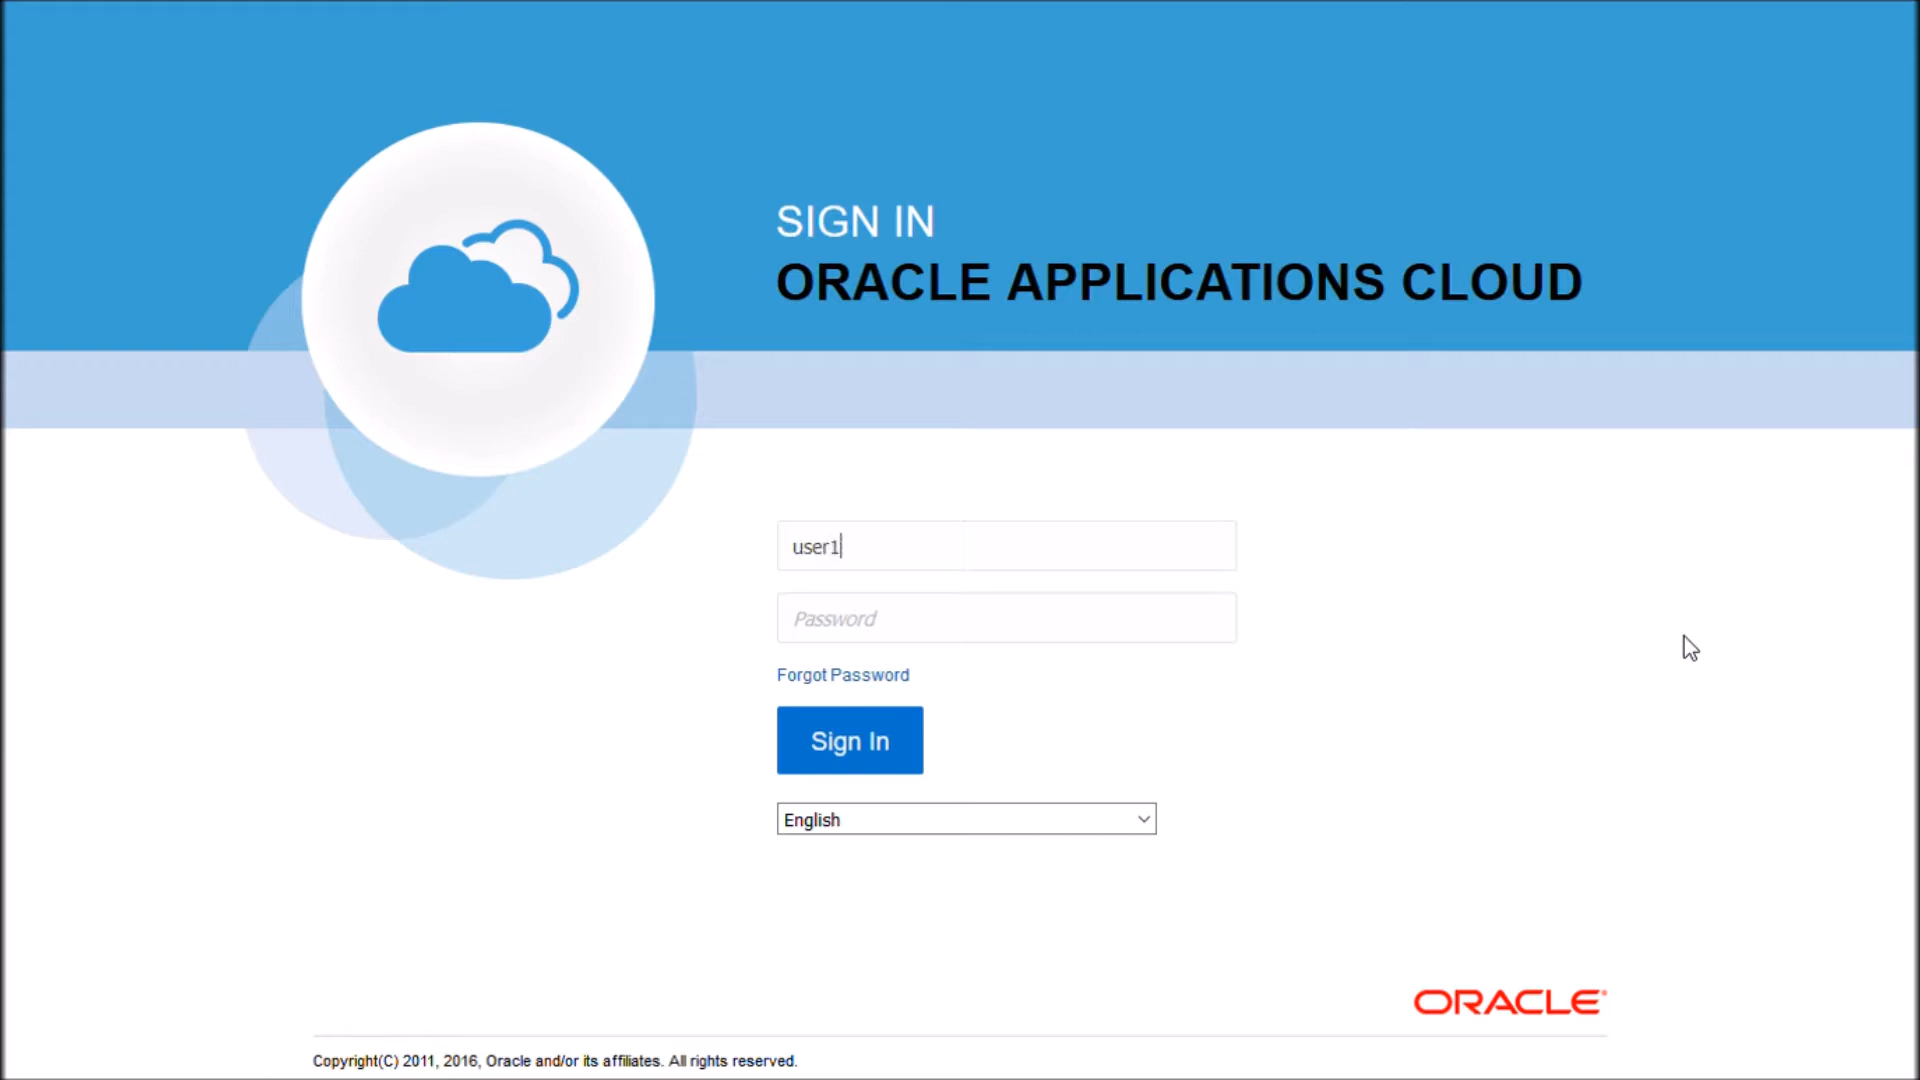 SIGN IN
ORACLE APPLICATIONS CLOUD
user1
Password
Forgot Password
Sign In
English
ORACLE
Copyright(C) 2011, 2016, Oracle and/or its affiliates. All rights reserved.